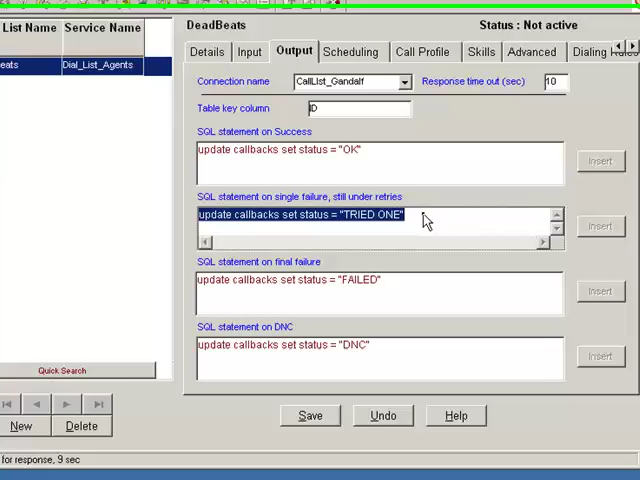 DeadBeats Status : Not active
List Name Service Name
eats Dial_List_Agents
Details Input Output Scheduling Call Profile Skills Advanced Dialing Rules
Connection name CallList_Gandalf Response time out (sec) 10
Table key column ID
SQL statement on Success
update callbacks set status = "OK"
Insert
SQL statement on single failure, still under retries
update callbacks set status = "TRIED ONE"
Insert
SQL statement on final failure
update callbacks set status = "FAILED"
Insert
SQL statement on DNC
update callbacks set status = "DNC"
Insert
Quick Search
New Delete
Save Undo Help
for response, 9 sec